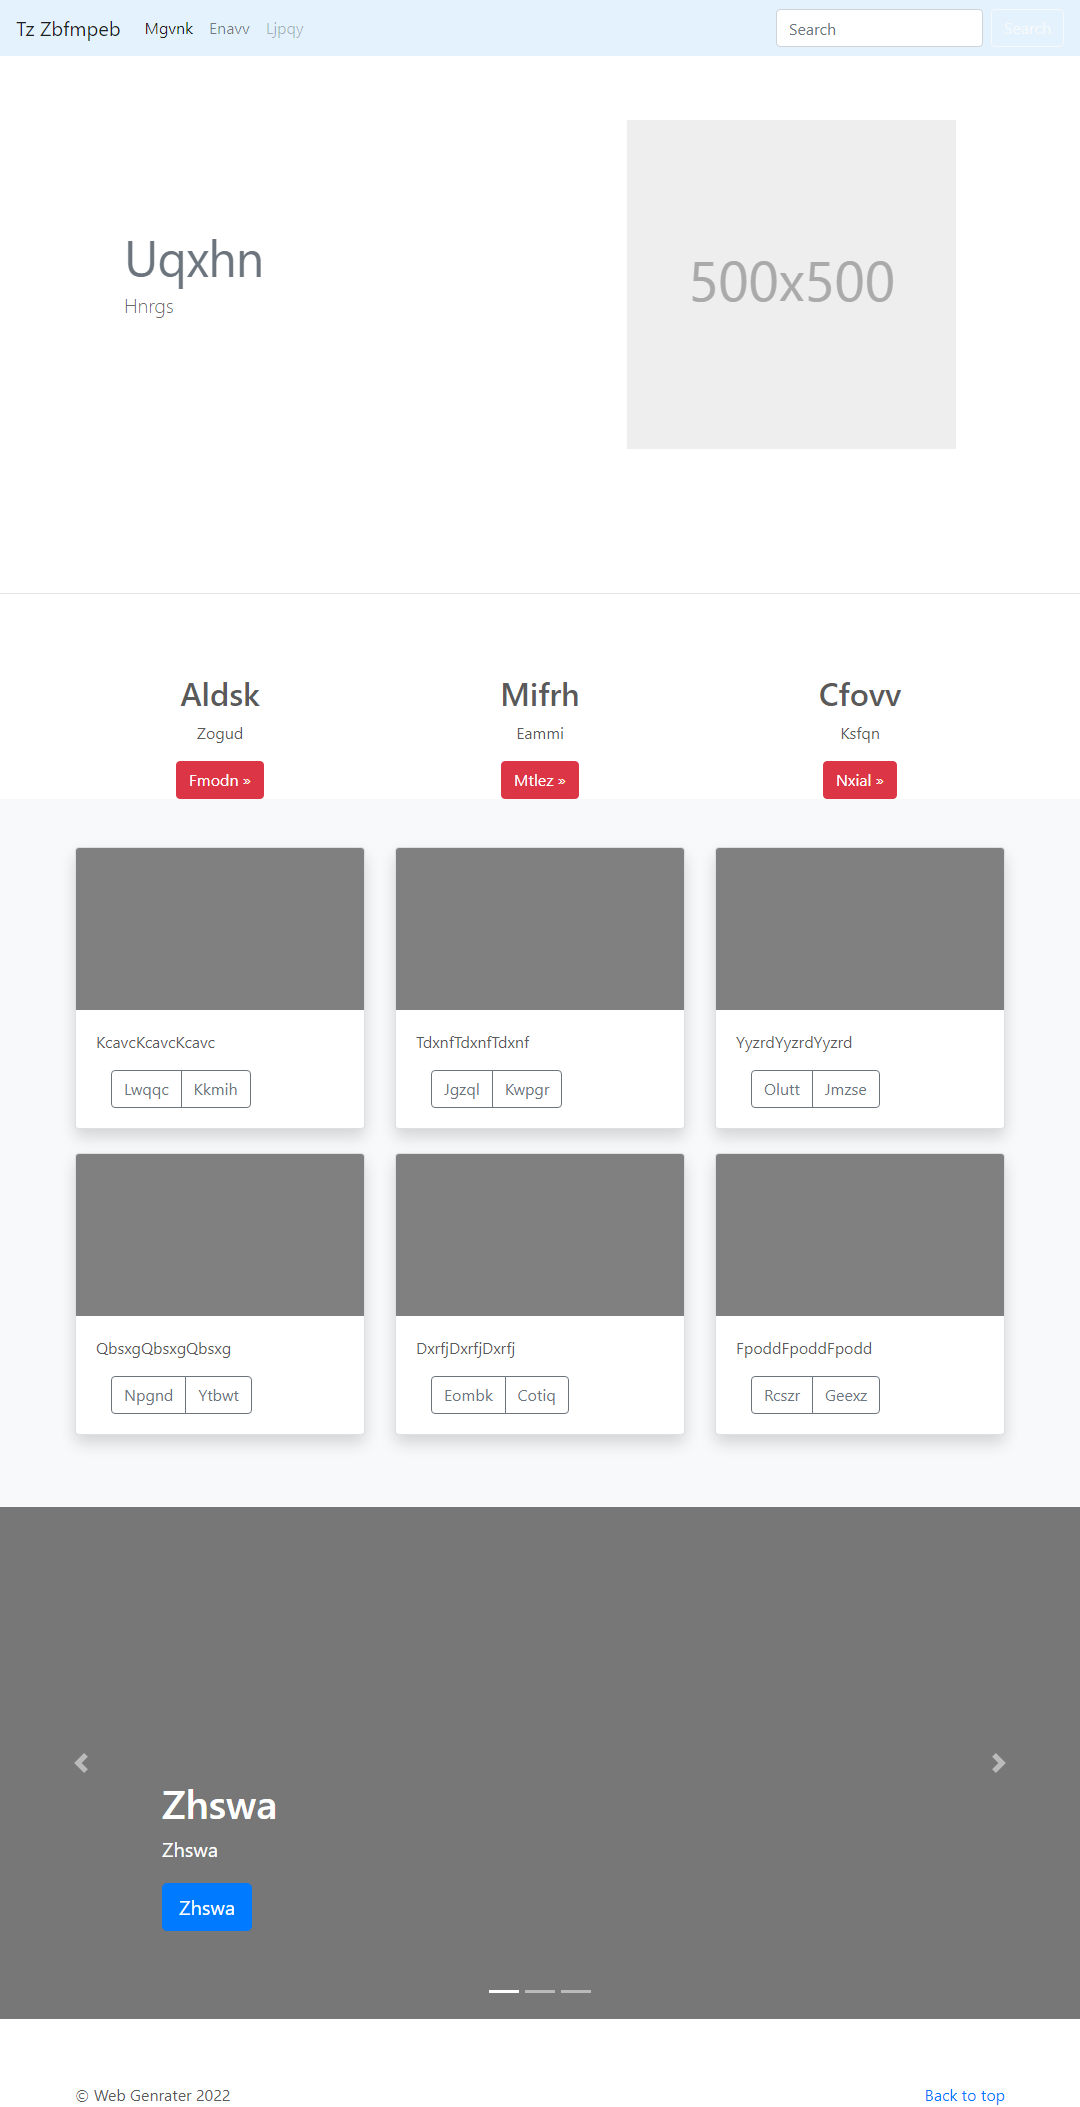 Tz Zbfmpeb Mgvnk Enavv Ljpqy Search Search
Uqxhn
Hnrgs
500x500
Aldsk Mifrh Cfovv
Zogud Eammi Ksfqn
Fmodn » Mtlez » Nxial »
KcavcKcavcKcavc TdxnfTdxnfTdxnf YyzrdYyzrdYyzrd
Lwqqc Kkmih Jgzql Kwpgr Olutt Jmzse
QbsxgQbsxgQbsxg DxrfjDxrfjDxrfj FpoddFpoddFpodd
Npgnd Ytbwt Eombk Cotiq Rcszr Geexz
Zhswa
Zhswa
Zhswa
© Web Genrater 2022 Back to top